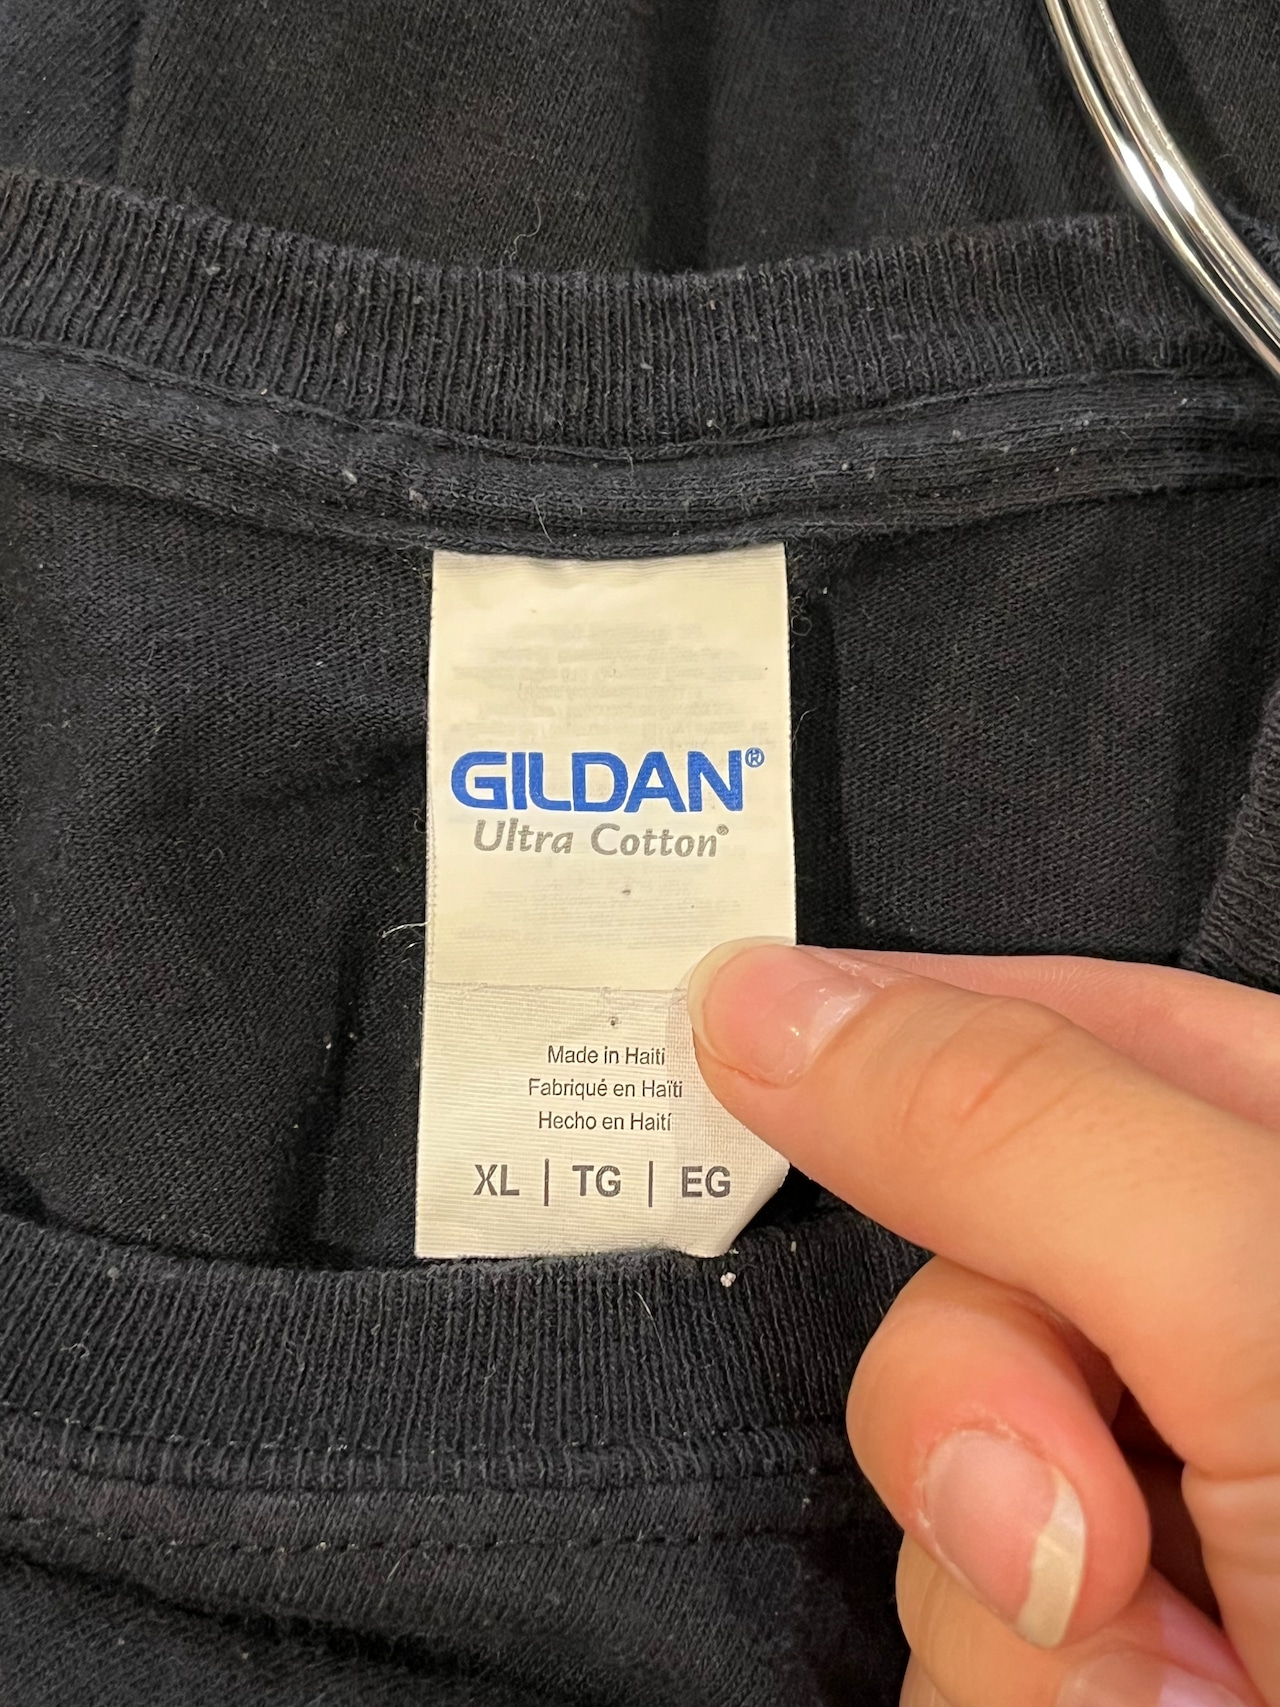 GILDAN®
Ultra Cotton®
Made in Haiti
Fabriqué en Haïti
Hecho en Haití
XL | TG | EG